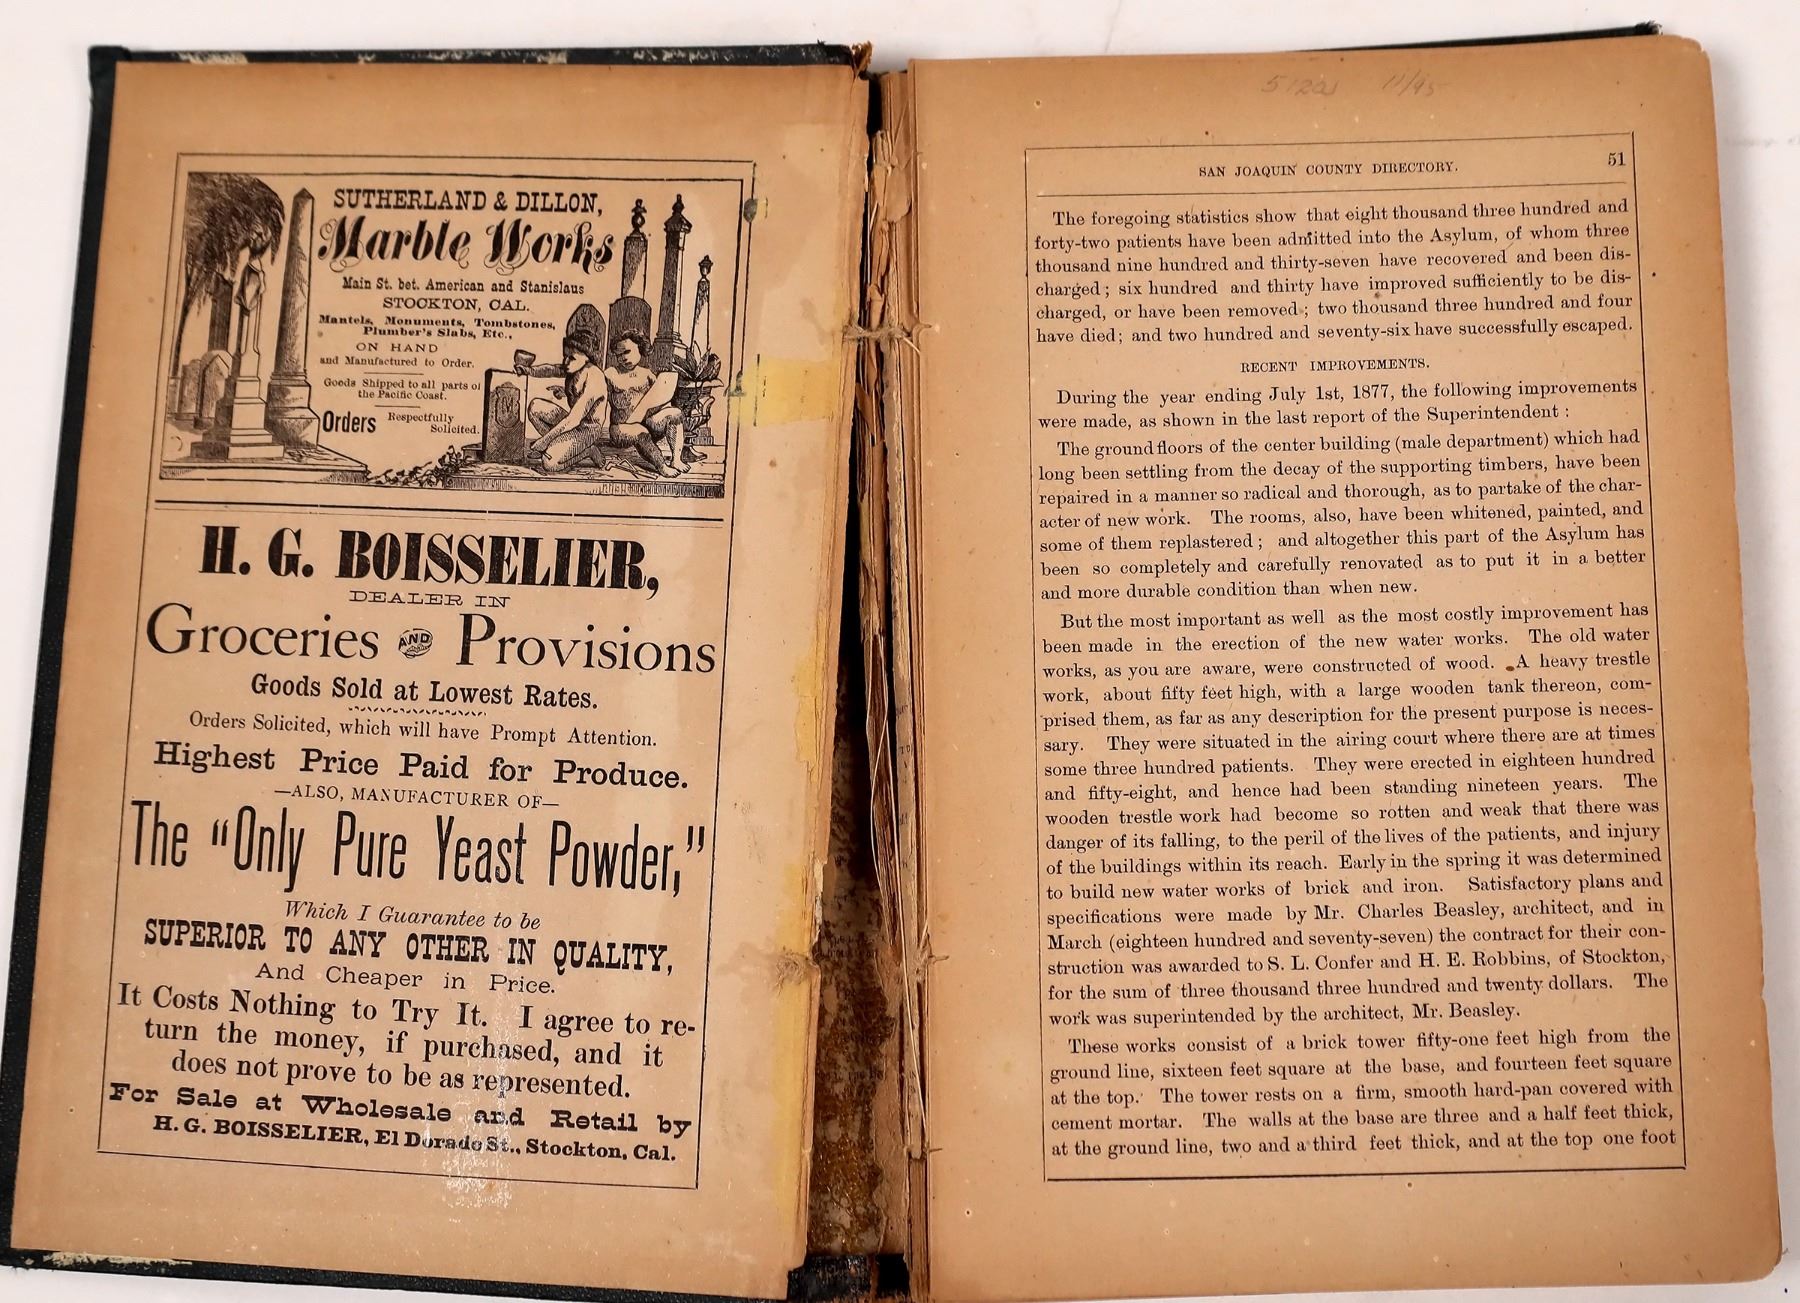 SUTHERLAND & DILLON,
Marble Works
Main St. bet. American and Stanislaus
STOCKTON, CAL.
Mantels, Monuments, Tombstones,
Plumber's Slabs, Etc.,
ON HAND
and Manufactured to Order.
Goods Shipped to all parts of
the Pacific Coast.
Orders Respectfully
Solicited.
H. G. BOISSELIER,
DEALER IN
Groceries AND Provisions
Goods Sold at Lowest Rates.
Orders Solicited, which will have Prompt Attention.
Highest Price Paid for Produce.
—ALSO, MANUFACTURER OF—
The "Only Pure Yeast Powder,"
Which I Guarantee to be
SUPERIOR TO ANY OTHER IN QUALITY,
And Cheaper in Price.
It Costs Nothing to Try It. I agree to re-
turn the money, if purchased, and it
does not prove to be as represented.
For Sale at Wholesale and Retail by
H. G. BOISSELIER, El Dorado St., Stockton, Cal.
11/95
SAN JOAQUIN COUNTY DIRECTORY. 51
The foregoing statistics show that eight thousand three hundred and
forty-two patients have been admitted into the Asylum, of whom three
thousand nine hundred and thirty-seven have recovered and been dis-
charged; six hundred and thirty have improved sufficiently to be dis-
charged, or have been removed; two thousand three hundred and four
have died; and two hundred and seventy-six have successfully escaped.
RECENT IMPROVEMENTS.
During the year ending July 1st, 1877, the following improvements
were made, as shown in the last report of the Superintendent :
The ground floors of the center building (male department) which had
long been settling from the decay of the supporting timbers, have been
repaired in a manner so radical and thorough, as to partake of the char-
acter of new work. The rooms, also, have been whitened, painted, and
some of them replastered; and altogether this part of the Asylum has
been so completely and carefully renovated as to put it in a better
and more durable condition than when new.
But the most important as well as the most costly improvement has
been made in the erection of the new water works. The old water
works, as you are aware, were constructed of wood. A heavy trestle
work, about fifty feet high, with a large wooden tank thereon, com-
prised them, as far as any description for the present purpose is neces-
sary. They were situated in the airing court where there are at times
some three hundred patients. They were erected in eighteen hundred
and fifty-eight, and hence had been standing nineteen years. The
wooden trestle work had become so rotten and weak that there was
danger of its falling, to the peril of the lives of the patients, and injury
of the buildings within its reach. Early in the spring it was determined
to build new water works of brick and iron. Satisfactory plans and
specifications were made by Mr. Charles Beasley, architect, and in
March (eighteen hundred and seventy-seven) the contract for their con-
struction was awarded to S. L. Confer and H. E. Robbins, of Stockton,
for the sum of three thousand three hundred and twenty dollars. The
work was superintended by the architect, Mr. Beasley.
These works consist of a brick tower fifty-one feet high from the
ground line, sixteen feet square at the base, and fourteen feet square
at the top. The tower rests on a firm, smooth hard-pan covered with
cement mortar. The walls at the base are three and a half feet thick,
at the ground line, two and a third feet thick, and at the top one foot